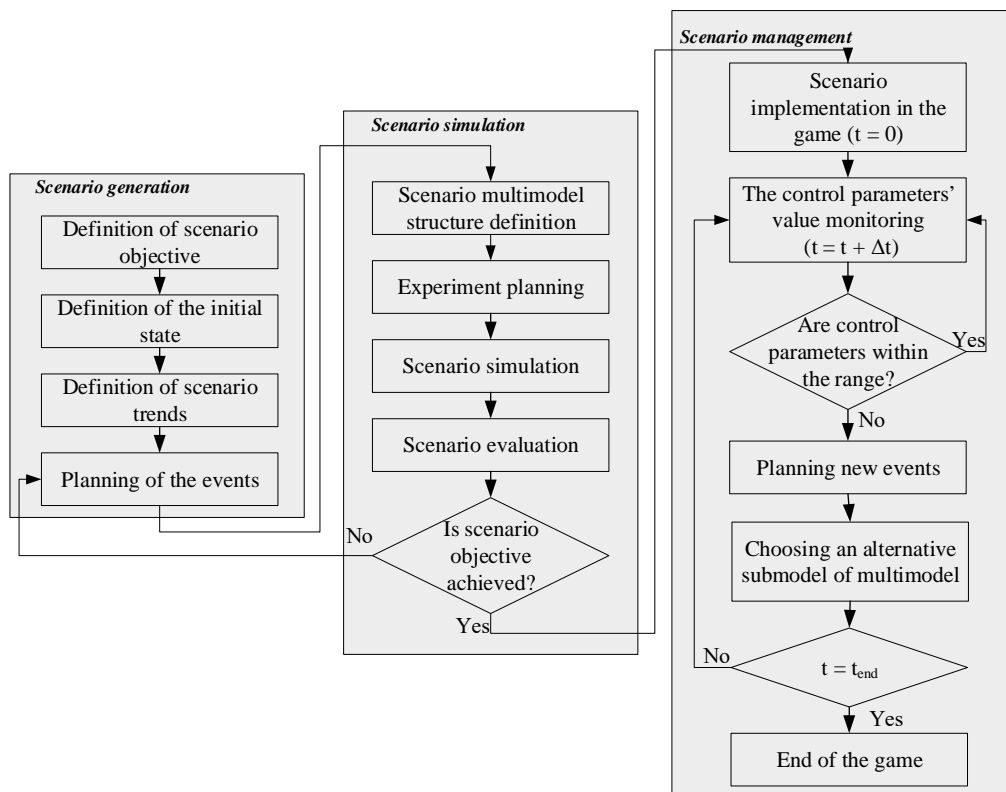 Scenario generation
Definition of scenario
objective
Definition of the initial
state
Definition of scenario
trends
Planning of the events
Scenario simulation
Scenario multimodel
structure definition
Experiment planning
Scenario simulation
Scenario evaluation
Is scenario
objective
achieved?
No
Yes
Scenario management
Scenario
implementation in the
game (t = 0)
The control parameters’
value monitoring
(t = t + Δt)
Are control
parameters within
the range?
Yes
No
Planning new events
Choosing an alternative
submodel of multimodel
t = tend
No
Yes
End of the game